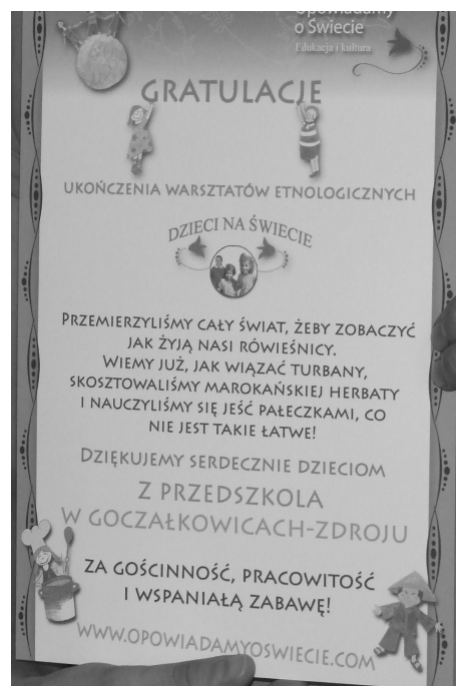 Opowiadamy
o Świecie
Edukacja i kultura
GRATULACJE
UKOŃCZENIA WARSZTATÓW ETNOLOGICZNYCH
DZIECI NA ŚWIECIE
PRZEMIERZYLIŚMY CAŁY ŚWIAT, ŻEBY ZOBACZYĆ
JAK ŻYJĄ NASI RÓWIEŚNICY.
WIEMY JUŻ, JAK WIĄZAĆ TURBANY,
SKOSZTOWALIŚMY MAROKAŃSKIEJ HERBATY
I NAUCZYLIŚMY SIĘ JEŚĆ PAŁECZKAMI, CO
NIE JEST TAKIE ŁATWE!
DZIĘKUJEMY SERDECZNIE DZIECIOM
Z PRZEDSZKOLA
W GOCZAŁKOWICACH-ZDROJU
ZA GOŚCINNOŚĆ, PRACOWITOŚĆ
I WSPANIAŁĄ ZABAWĘ!
WWW.OPOWIADAMYOSWIECIE.COM